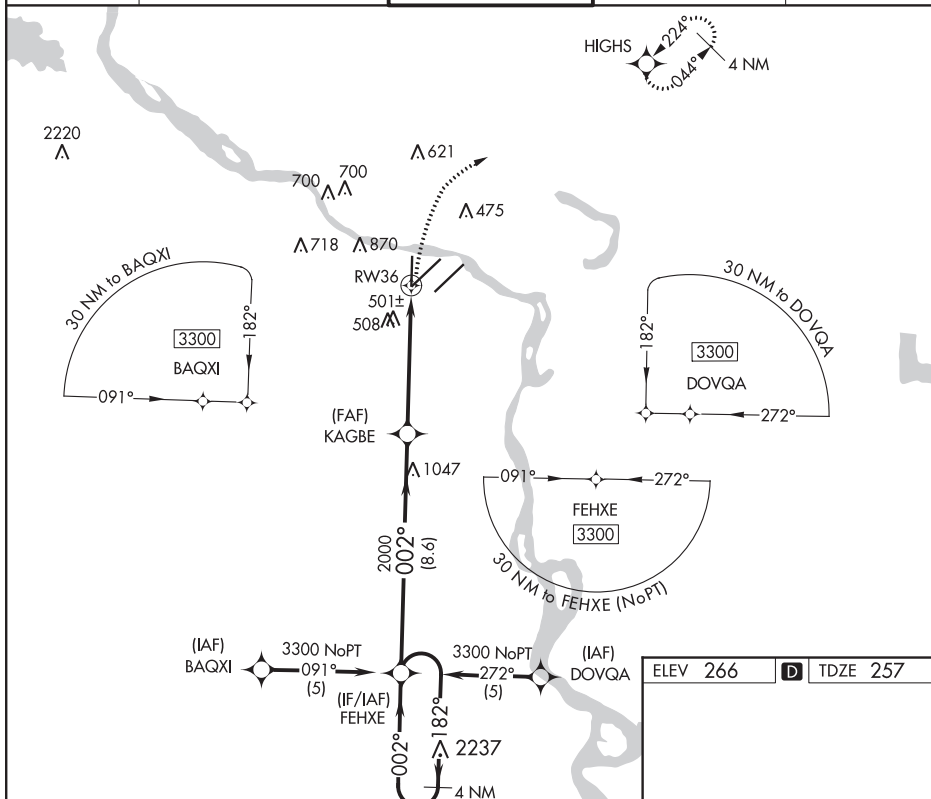 HIGHS
224°
044°
4 NM
2220
621
700
700
475
718
870
RW36
501±
508
30 NM to BAQXI
182°
3300
BAQXI
091°
30 NM to DOVQA
182°
3300
DOVQA
272°
(FAF)
KAGBE
1047
091°
272°
FEHXE
3300
30 NM to FEHXE (NoPT)
2000
002°
(8.6)
(IAF)
BAQXI
3300 NoPT
091°
(5)
3300 NoPT
272°
(5)
(IAF)
DOVQA
(IF/IAF)
FEHXE
002°
182°
2237
4 NM
ELEV 266
D
TDZE 257